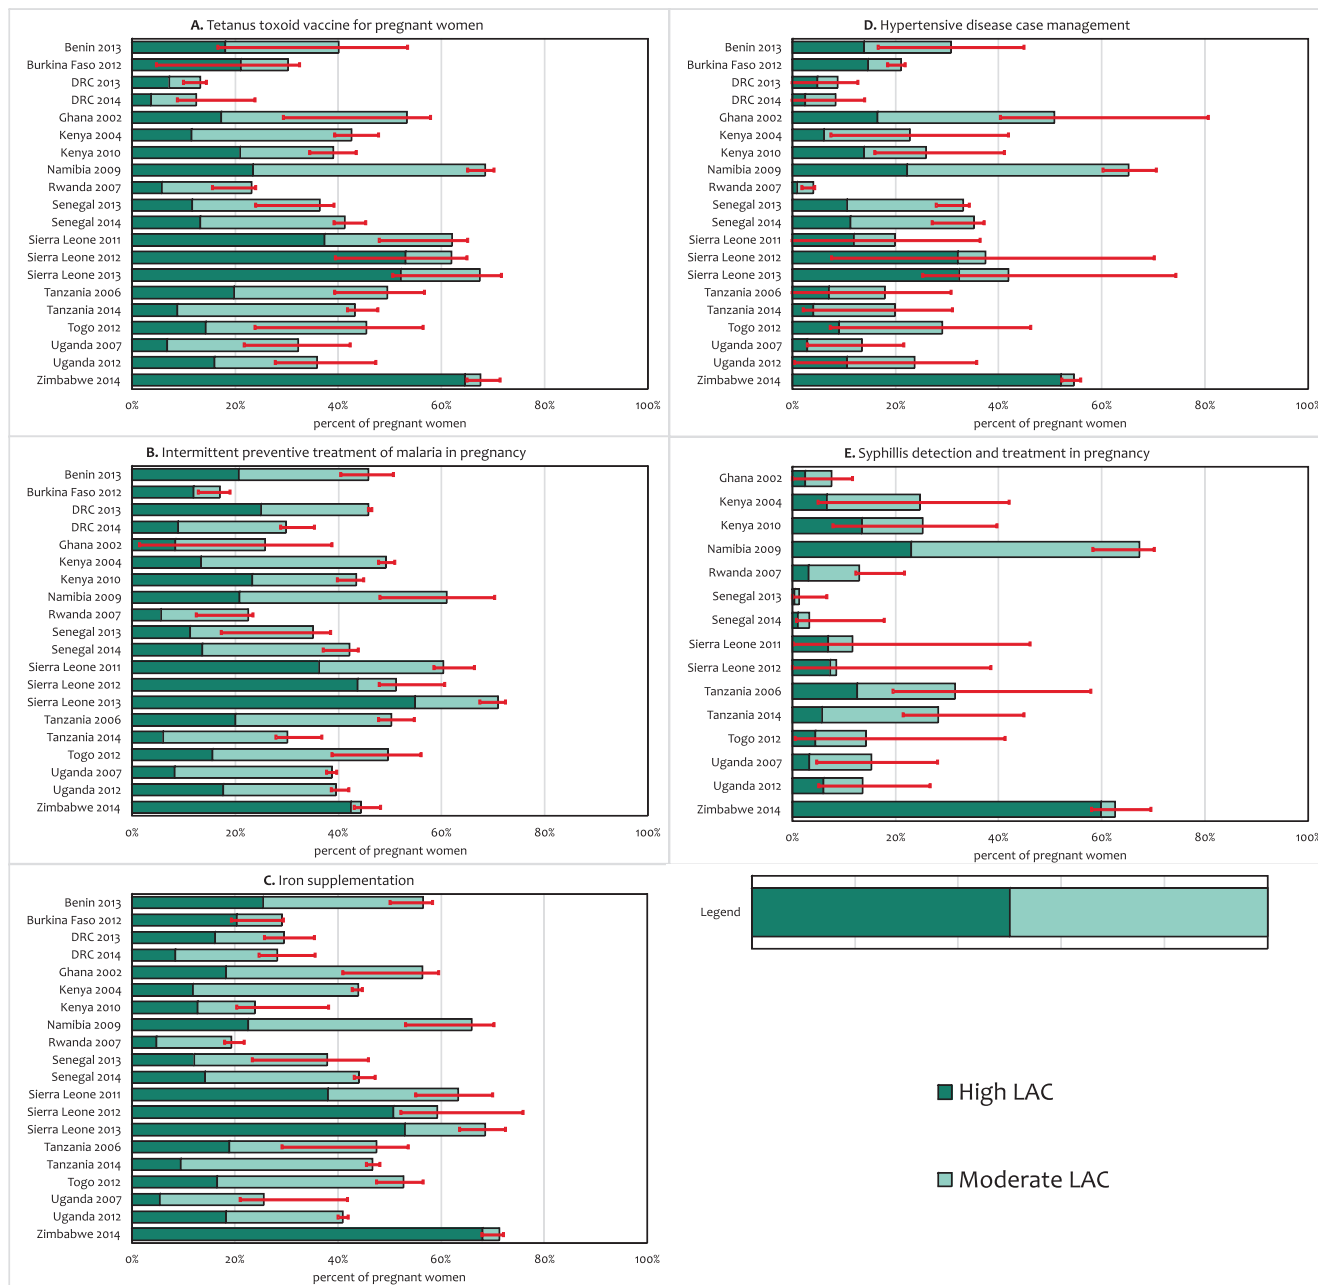 A. Tetanus toxoid vaccine for pregnant women
Benin 2013
Burkina Faso 2012
DRC 2013
DRC 2014
Ghana 2002
Kenya 2004
Kenya 2010
Namibia 2009
Rwanda 2007
Senegal 2013
Senegal 2014
Sierra Leone 2011
Sierra Leone 2012
Sierra Leone 2013
Tanzania 2006
Tanzania 2014
Togo 2012
Uganda 2007
Uganda 2012
Zimbabwe 2014
0% 20% 40% 60% 80% 100%
percent of pregnant women
B. Intermittent preventive treatment of malaria in pregnancy
Benin 2013
Burkina Faso 2012
DRC 2013
DRC 2014
Ghana 2002
Kenya 2004
Kenya 2010
Namibia 2009
Rwanda 2007
Senegal 2013
Senegal 2014
Sierra Leone 2011
Sierra Leone 2012
Sierra Leone 2013
Tanzania 2006
Tanzania 2014
Togo 2012
Uganda 2007
Uganda 2012
Zimbabwe 2014
0% 20% 40% 60% 80% 100%
percent of pregnant women
C. Iron supplementation
Benin 2013
Burkina Faso 2012
DRC 2013
DRC 2014
Ghana 2002
Kenya 2004
Kenya 2010
Namibia 2009
Rwanda 2007
Senegal 2013
Senegal 2014
Sierra Leone 2011
Sierra Leone 2012
Sierra Leone 2013
Tanzania 2006
Tanzania 2014
Togo 2012
Uganda 2007
Uganda 2012
Zimbabwe 2014
0% 20% 40% 60% 80% 100%
percent of pregnant women
D. Hypertensive disease case management
Benin 2013
Burkina Faso 2012
DRC 2013
DRC 2014
Ghana 2002
Kenya 2004
Kenya 2010
Namibia 2009
Rwanda 2007
Senegal 2013
Senegal 2014
Sierra Leone 2011
Sierra Leone 2012
Sierra Leone 2013
Tanzania 2006
Tanzania 2014
Togo 2012
Uganda 2007
Uganda 2012
Zimbabwe 2014
0% 20% 40% 60% 80% 100%
percent of pregnant women
E. Syphillis detection and treatment in pregnancy
Ghana 2002
Kenya 2004
Kenya 2010
Namibia 2009
Rwanda 2007
Senegal 2013
Senegal 2014
Sierra Leone 2011
Sierra Leone 2012
Tanzania 2006
Tanzania 2014
Togo 2012
Uganda 2007
Uganda 2012
Zimbabwe 2014
0% 20% 40% 60% 80% 100%
percent of pregnant women
Legend
High LAC
Moderate LAC